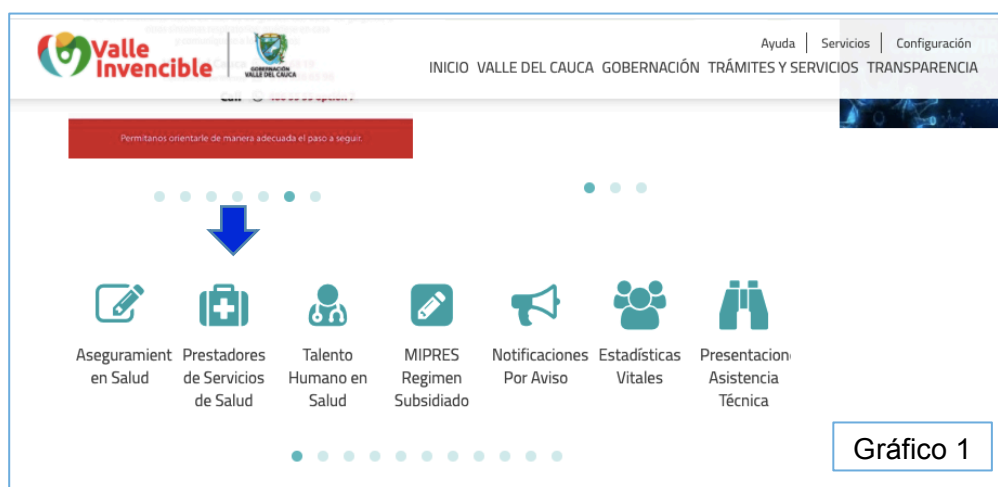 Valle
Invencible
GOBERNACIÓN
VALLE DEL CAUCA
Ayuda | Servicios | Configuración
INICIO VALLE DEL CAUCA GOBERNACIÓN TRÁMITES Y SERVICIOS TRANSPARENCIA
Permitanos orientarle de manera adecuada el paso a seguir.
Aseguramient
en Salud
Prestadores
de Servicios
de Salud
Talento
Humano en
Salud
MIPRES
Regimen
Subsidiado
Notificaciones
Por Aviso
Estadísticas
Vitales
Presentacion
Asistencia
Técnica
Gráfico 1